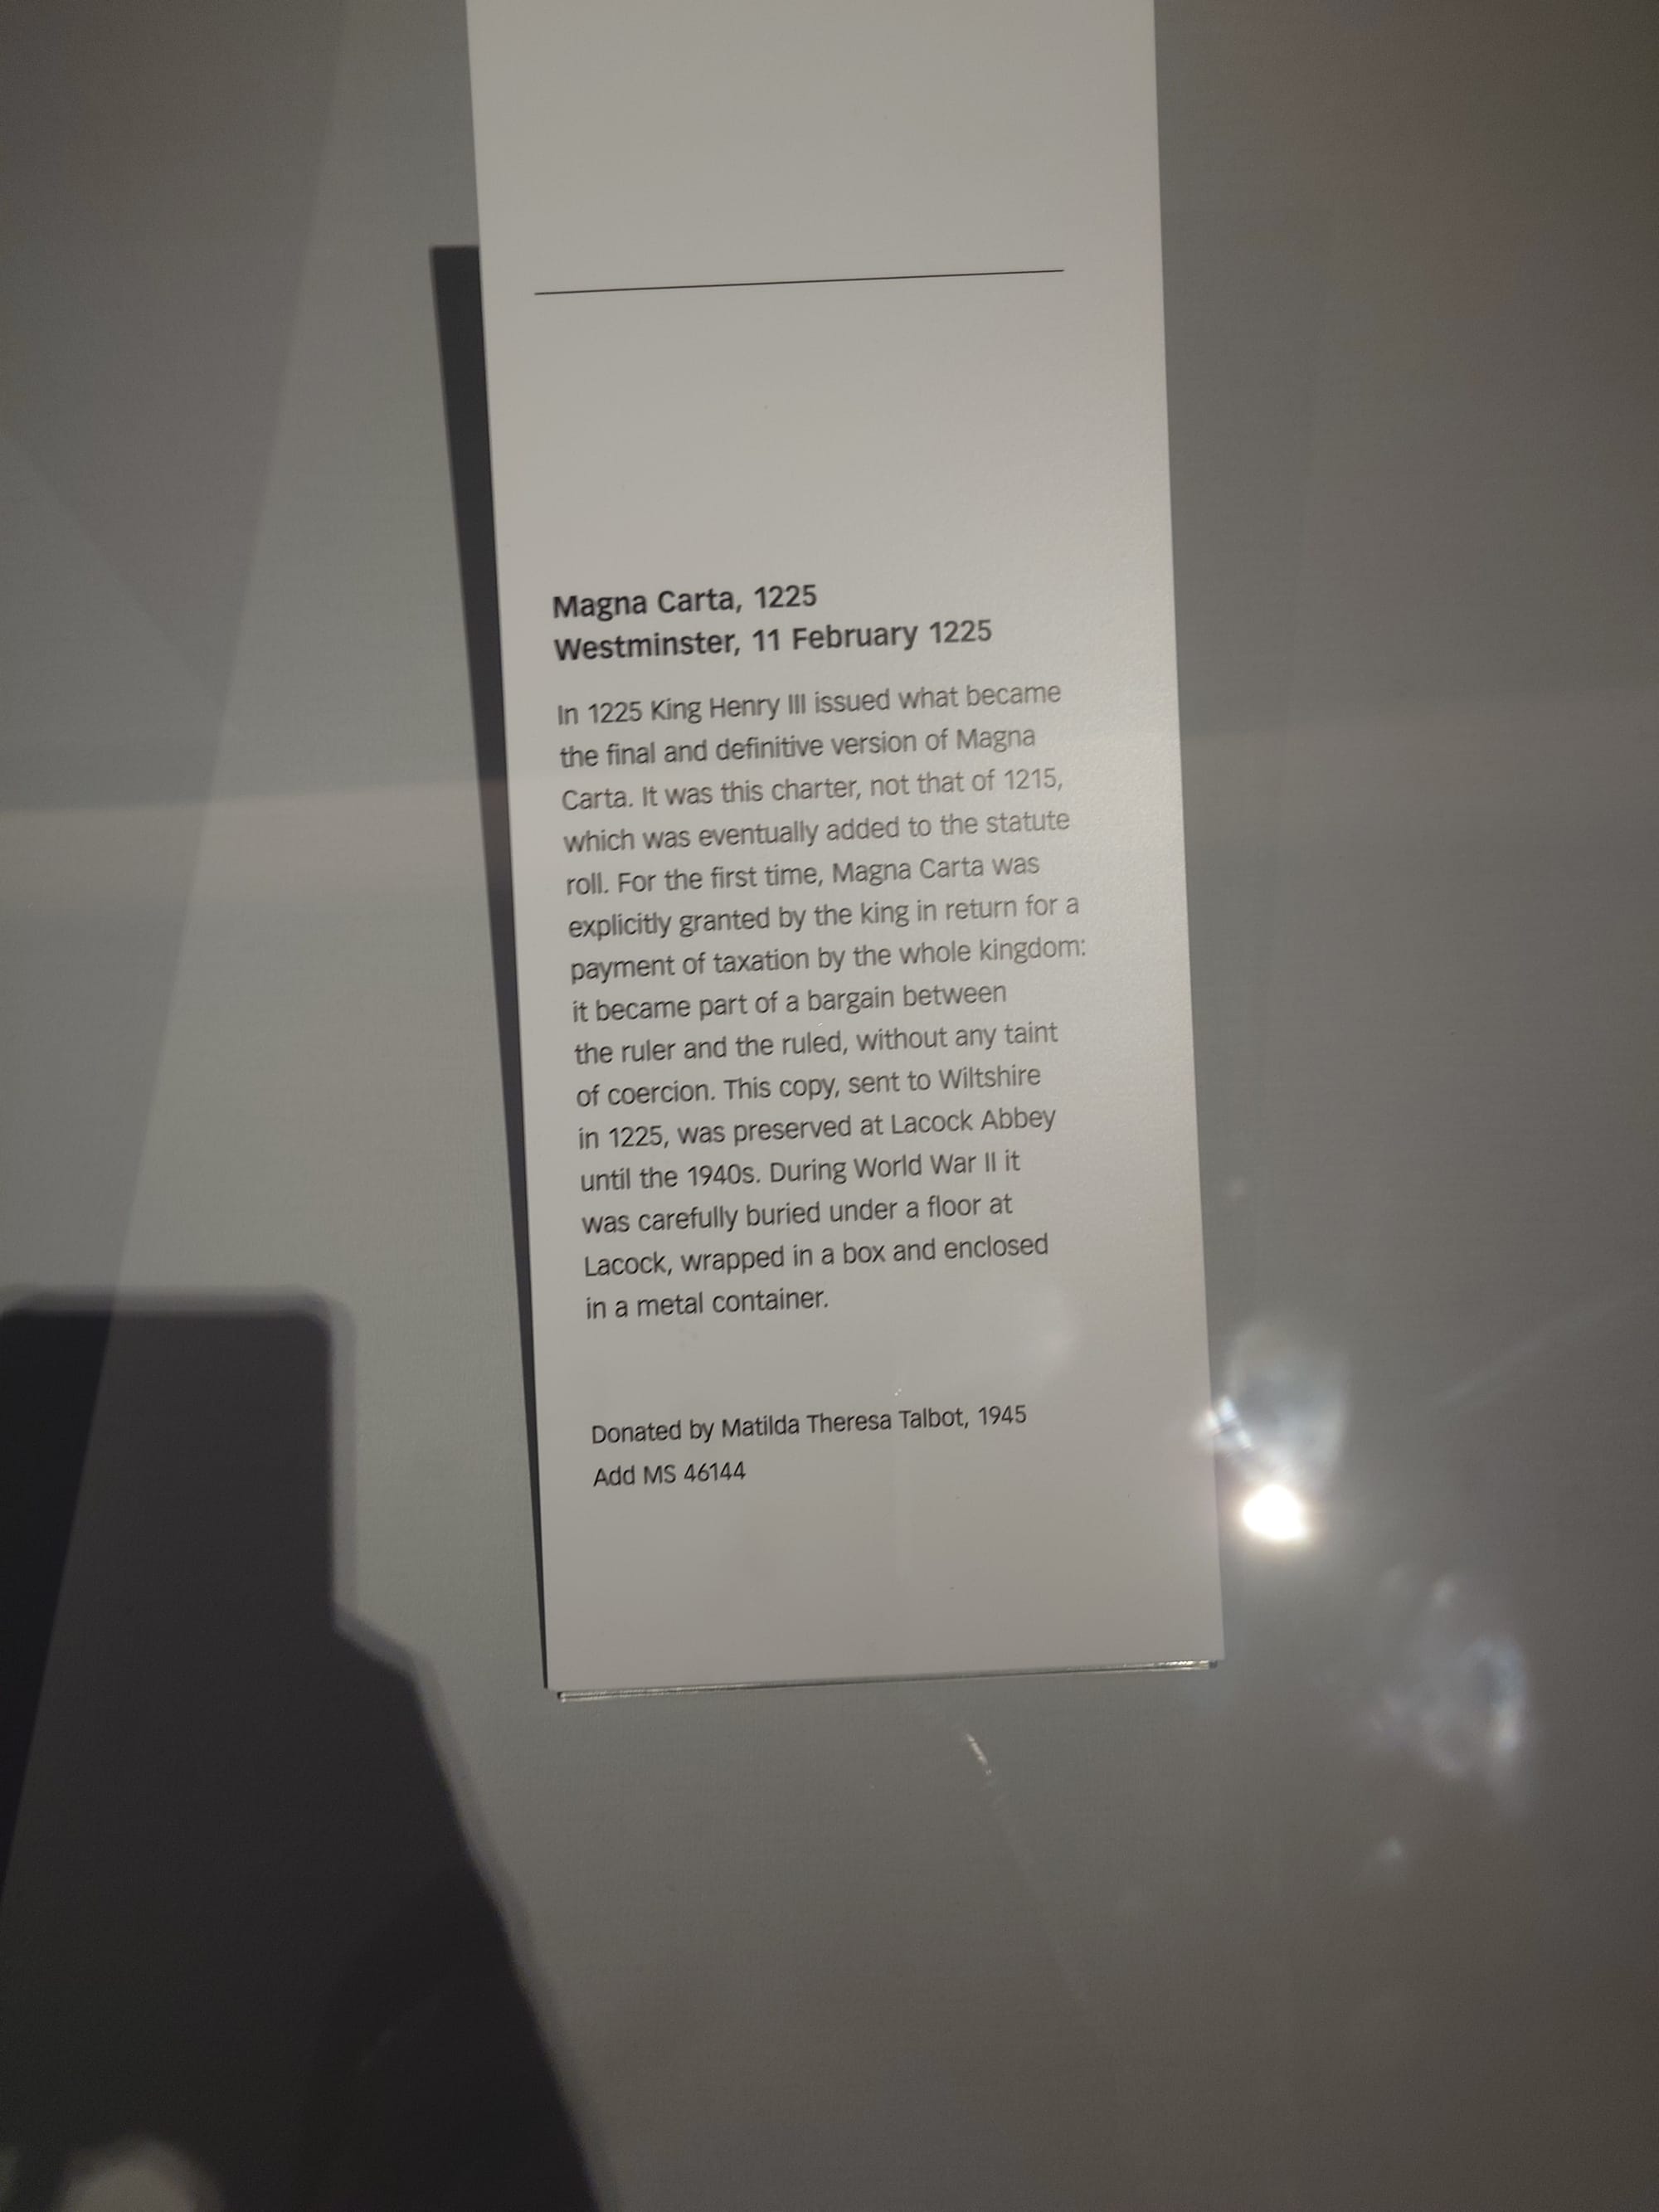 Magna Carta, 1225
Westminster, 11 February 1225
In 1225 King Henry III issued what became
the final and definitive version of Magna
Carta. It was this charter, not that of 1215,
which was eventually added to the statute
roll. For the first time, Magna Carta was
explicitly granted by the king in return for a
payment of taxation by the whole kingdom:
it became part of a bargain between
the ruler and the ruled, without any taint
of coercion. This copy, sent to Wiltshire
in 1225, was preserved at Lacock Abbey
until the 1940s. During World War II it
was carefully buried under a floor at
Lacock, wrapped in a box and enclosed
in a metal container.
Donated by Matilda Theresa Talbot, 1945
Add MS 46144